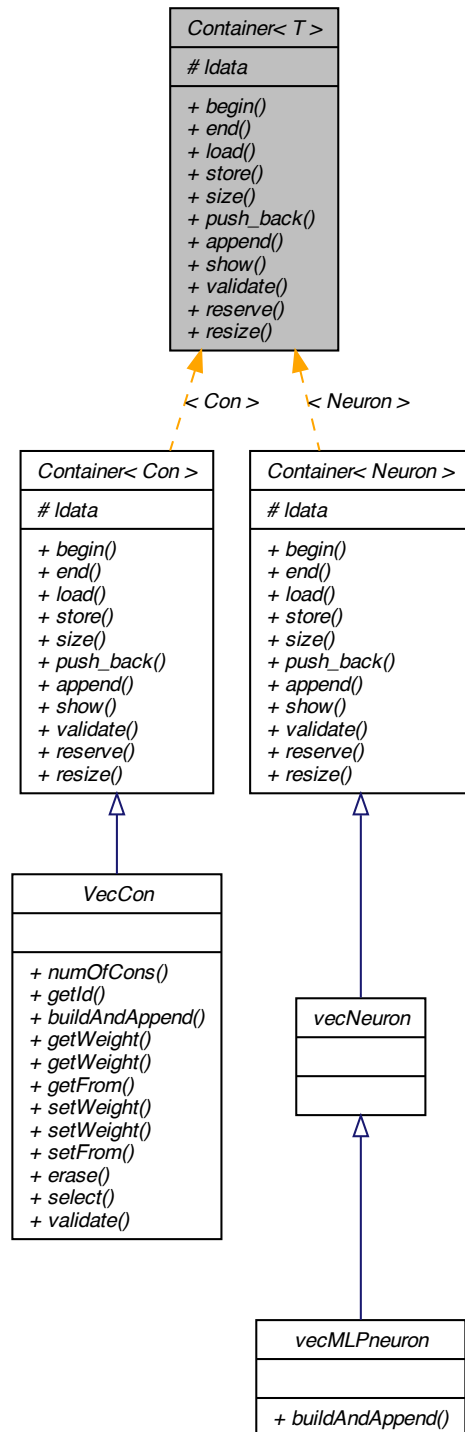 Container< T >
# ldata
+ begin()
+ end()
+ load()
+ store()
+ size()
+ push_back()
+ append()
+ show()
+ validate()
+ reserve()
+ resize()
< Con >
< Neuron >
Container< Con >
# ldata
+ begin()
+ end()
+ load()
+ store()
+ size()
+ push_back()
+ append()
+ show()
+ validate()
+ reserve()
+ resize()
Container< Neuron >
# ldata
+ begin()
+ end()
+ load()
+ store()
+ size()
+ push_back()
+ append()
+ show()
+ validate()
+ reserve()
+ resize()
VecCon
+ numOfCons()
+ getId()
+ buildAndAppend()
+ getWeight()
+ getWeight()
+ getFrom()
+ setWeight()
+ setWeight()
+ setFrom()
+ erase()
+ select()
+ validate()
vecNeuron
vecMLPneuron
+ buildAndAppend()